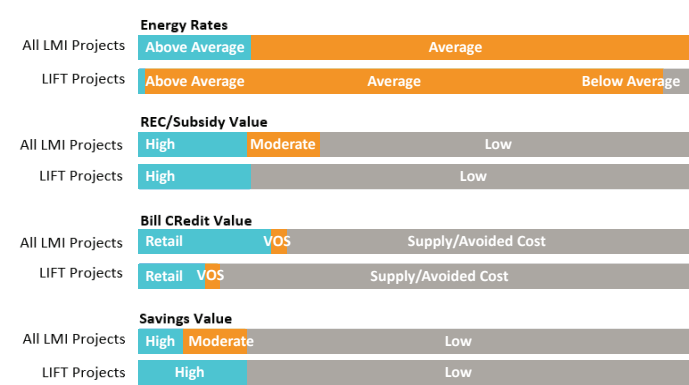 Energy Rates
All LMI Projects Above Average Average
LIFT Projects Above Average Average Below Average
REC/Subsidy Value
All LMI Projects High Moderate Low
LIFT Projects High Low
Bill CRedit Value
All LMI Projects Retail VOS Supply/Avoided Cost
LIFT Projects Retail VOS Supply/Avoided Cost
Savings Value
All LMI Projects High Moderate Low
LIFT Projects High Low